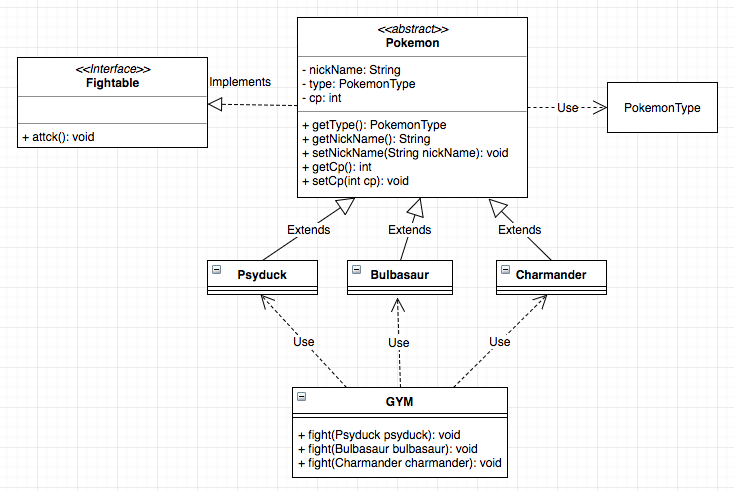 <<Interface>>
Fightable
+ attck(): void
Implements
<<abstract>>
Pokemon
- nickName: String
- type: PokemonType
- cp: int
+ getType(): PokemonType
+ getNickName(): String
+ setNickName(String nickName): void
+ getCp(): int
+ setCp(int cp): void
Use
PokemonType
Extends
Extends
Extends
Psyduck
Bulbasaur
Charmander
Use
Use
Use
GYM
+ fight(Psyduck psyduck): void
+ fight(Bulbasaur bulbasaur): void
+ fight(Charmander charmander): void